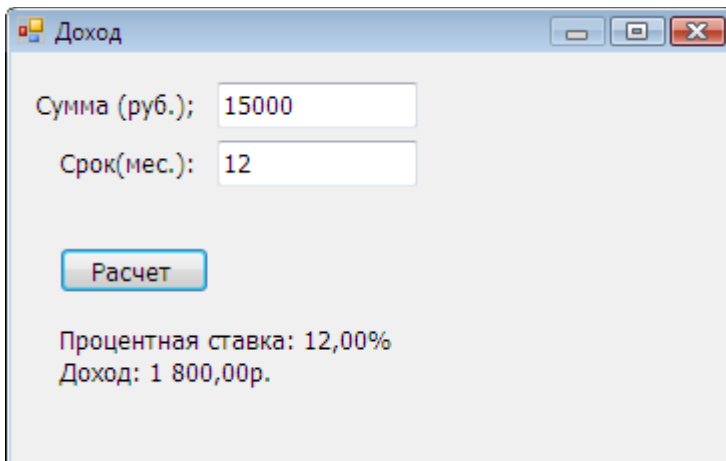 Доход
Сумма (руб.); 15000
Срок(мес.): 12
Расчет
Процентная ставка: 12,00%
Доход: 1 800,00р.